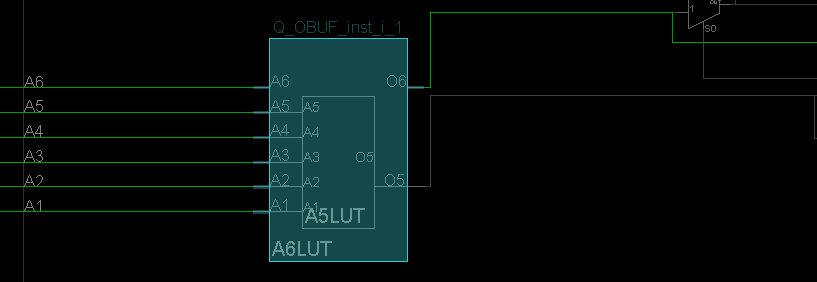 OUT
1
S0
Q_OBUF_inst_i_1
A6 A6 O6
A5 A5 A5
A4 A4 A4
A3 A3 A3 O5
A2 A2 A2 O5
A1 A1 A1
A5LUT
A6LUT